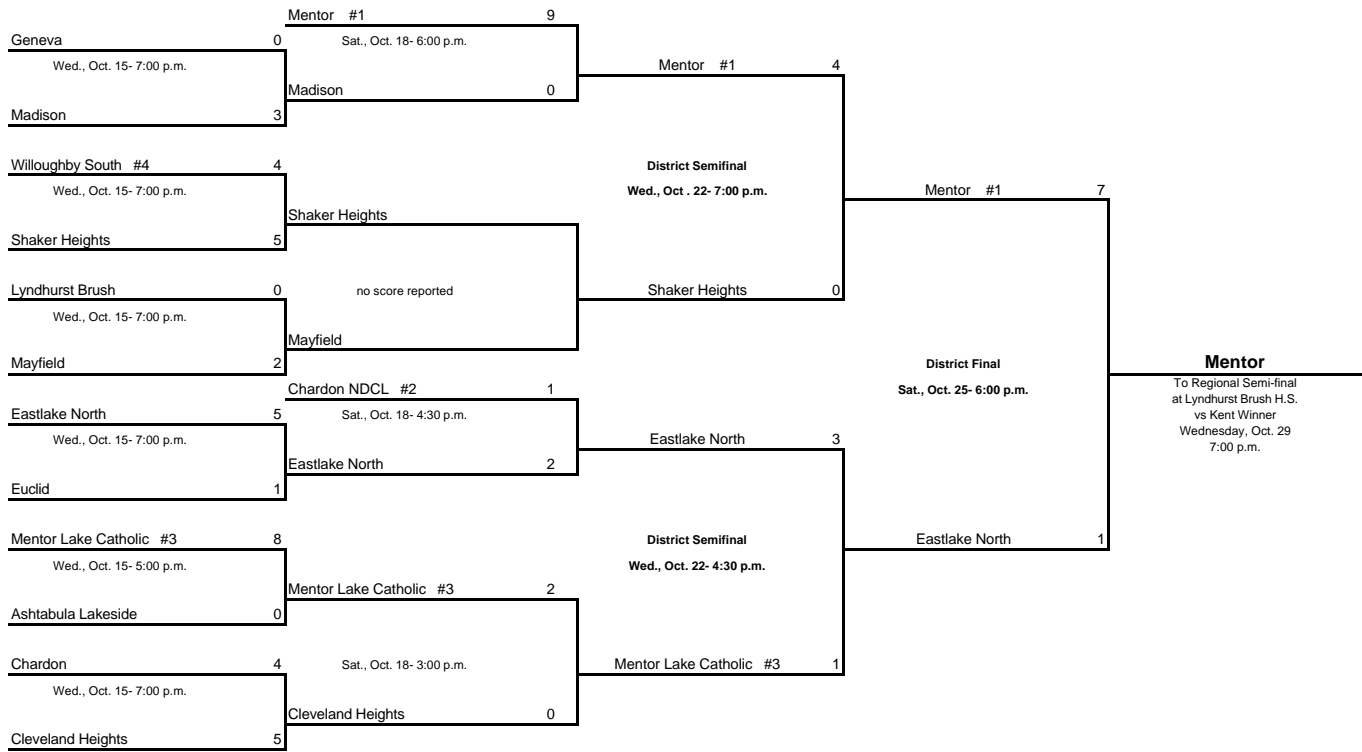 Mentor #1 9
Geneva 0
Sat., Oct. 18- 6:00 p.m.
Wed., Oct. 15- 7:00 p.m.
Mentor #1 4
Madison 0
Madison 3
Willoughby South #4 4
District Semifinal
Wed., Oct. 15- 7:00 p.m.
Wed., Oct . 22- 7:00 p.m.
Mentor #1 7
Shaker Heights
Shaker Heights 5
Lyndhurst Brush 0
no score reported
Shaker Heights 0
Wed., Oct. 15- 7:00 p.m.
Mayfield
Mayfield 2
District Final
Mentor
Chardon NDCL #2 1
Sat., Oct. 25- 6:00 p.m.
To Regional Semi-final
at Lyndhurst Brush H.S.
vs Kent Winner
Wednesday, Oct. 29
7:00 p.m.
Eastlake North 5
Sat., Oct. 18- 4:30 p.m.
Wed., Oct. 15- 7:00 p.m.
Eastlake North 3
Eastlake North 2
Euclid 1
Mentor Lake Catholic #3 8
District Semifinal
Eastlake North 1
Wed., Oct. 15- 5:00 p.m.
Wed., Oct. 22- 4:30 p.m.
Mentor Lake Catholic #3 2
Ashtabula Lakeside 0
Chardon 4
Sat., Oct. 18- 3:00 p.m.
Mentor Lake Catholic #3 1
Wed., Oct. 15- 7:00 p.m.
Cleveland Heights 0
Cleveland Heights 5